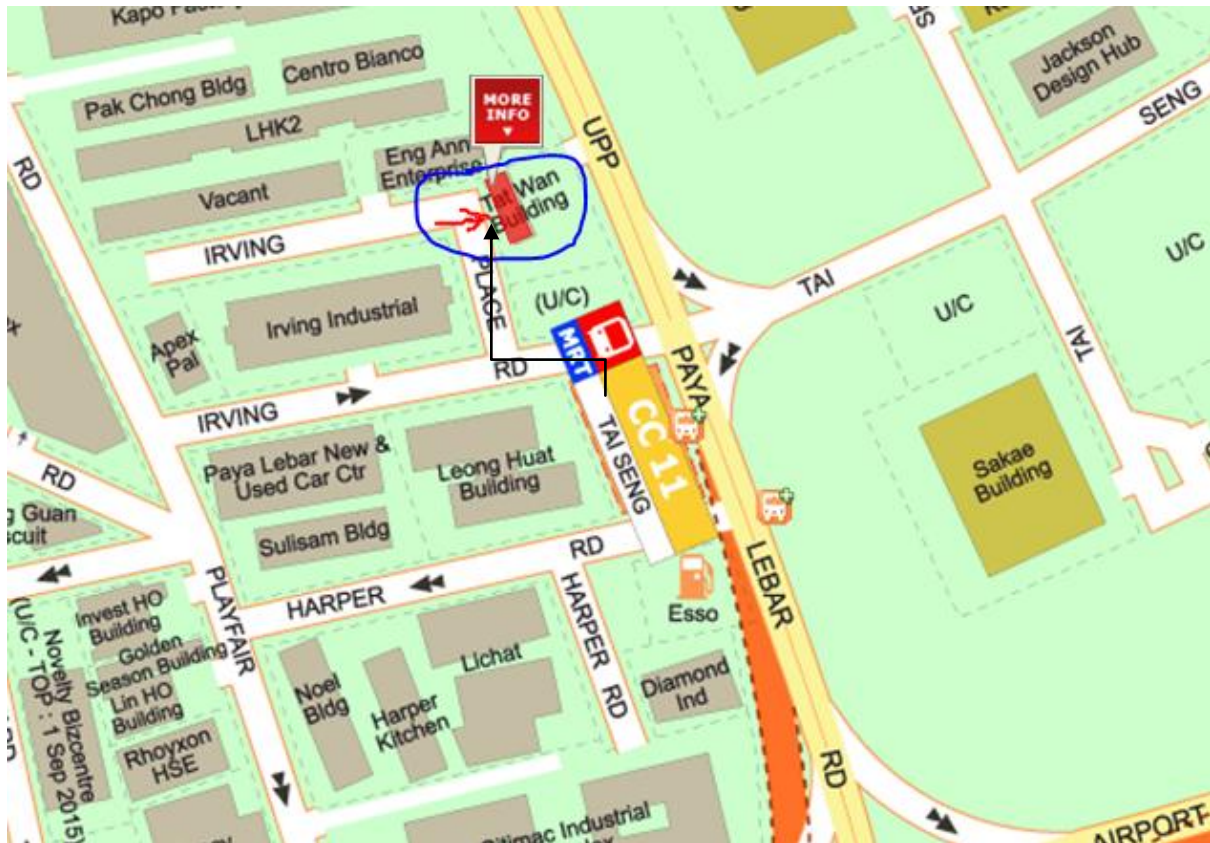 Pak Chong Bldg
Centro Bianco
LHK2
Vacant
MORE
INFO
Eng Ann
Enterprise
Tat Wan
Building
UPP
Jackson
Design Hub
SENG
RD
IRVING
PLACE
(U/C)
TAI
U/C
U/C
TAI
Apex
Pal
Irving Industrial
MRT
PAYA
RD
IRVING
CC 11
TAI SENG
Paya Lebar New &
Used Car Ctr
Leong Huat
Building
Sakae
Building
RD
Sulisam Bldg
RD
HARPER
Esso
LEBAR
PLAYFAIR
HARPER
RD
Invest HO
Building
Golden
Season Building
Lin HO
Building
Rhoyxon
HSE
Novelty Bizcentre
(U/C - TOP : 1 Sep 2015)
Noel
Bldg
Harper
Kitchen
Lichat
Diamond
Ind
RD
RD
Industrial
AIRPORT